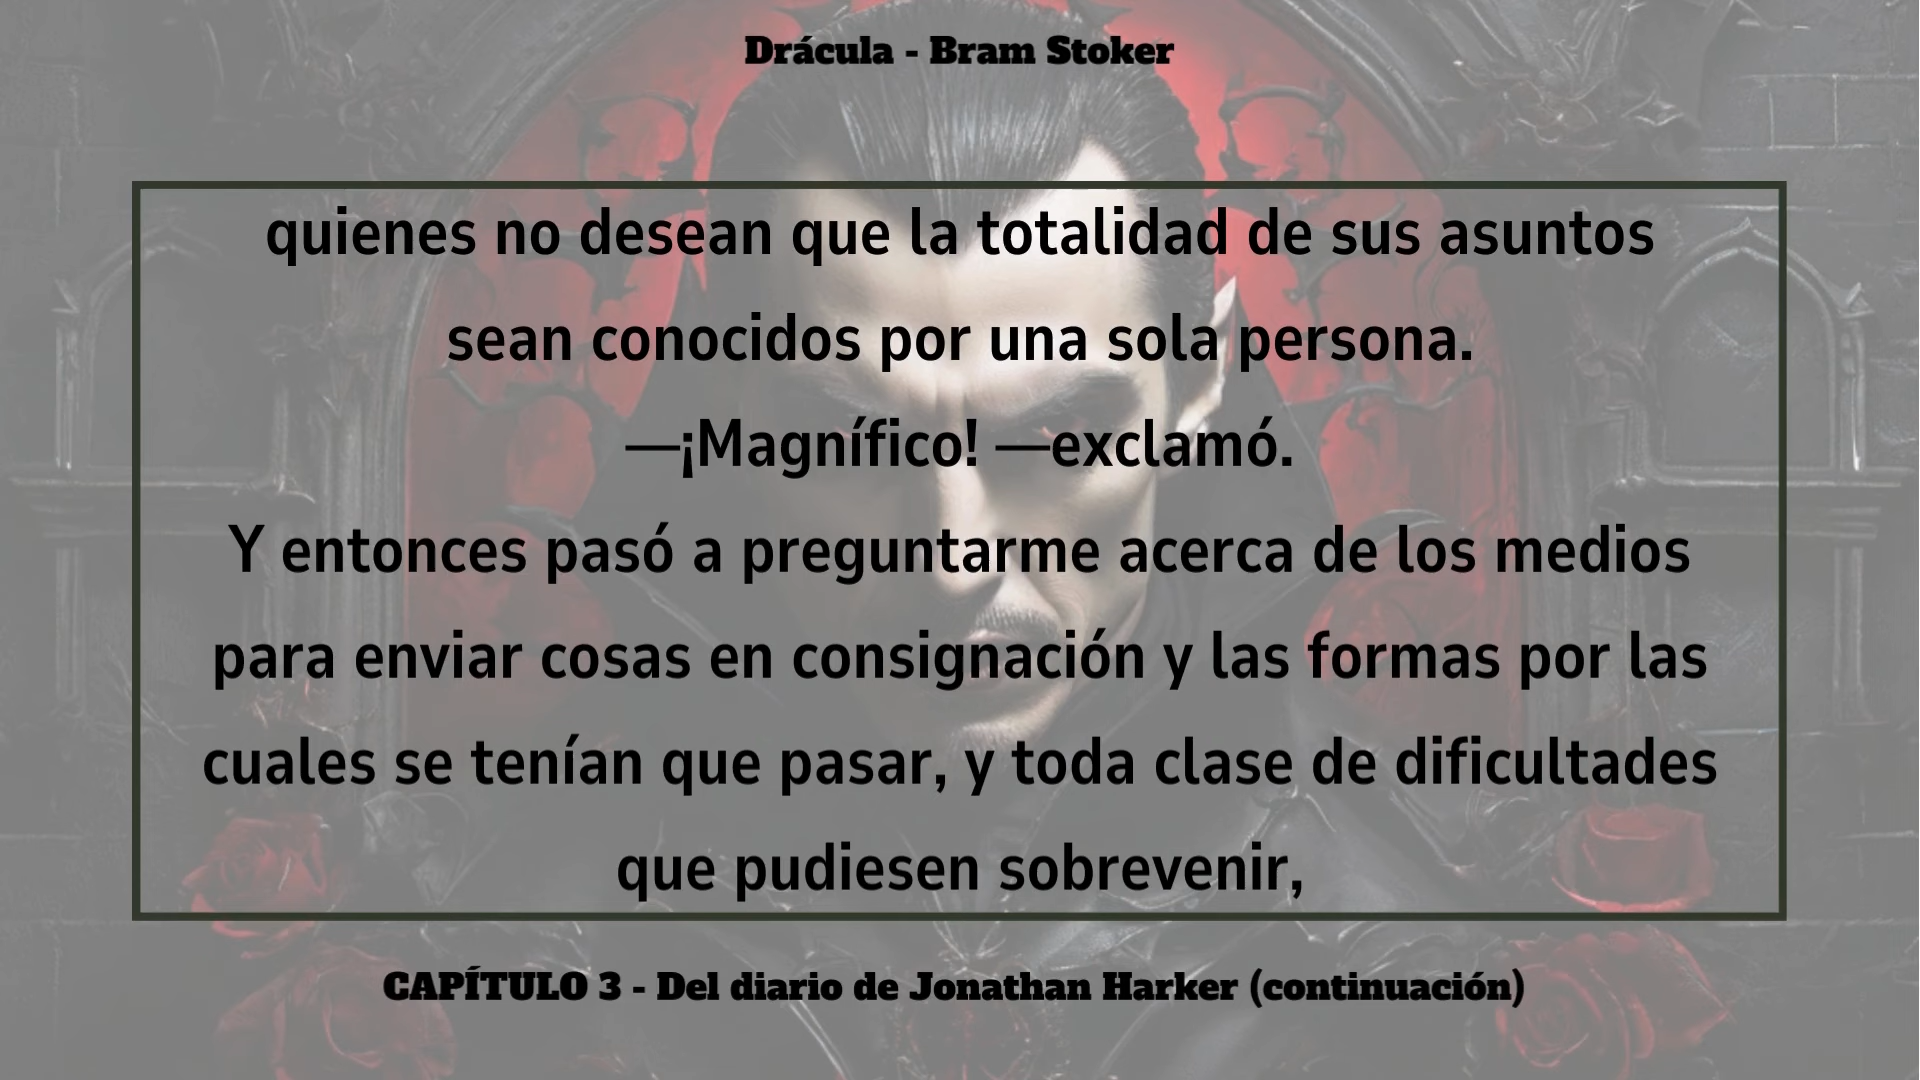 Drácula - Bram Stoker
quienes no desean que la totalidad de sus asuntos
sean conocidos por una sola persona.
—¡Magnífico! —exclamó.
Y entonces pasó a preguntarme acerca de los medios
para enviar cosas en consignación y las formas por las
cuales se tenían que pasar, y toda clase de dificultades
que pudiesen sobrevenir,
CAPÍTULO 3 - Del diario de Jonathan Harker (continuación)